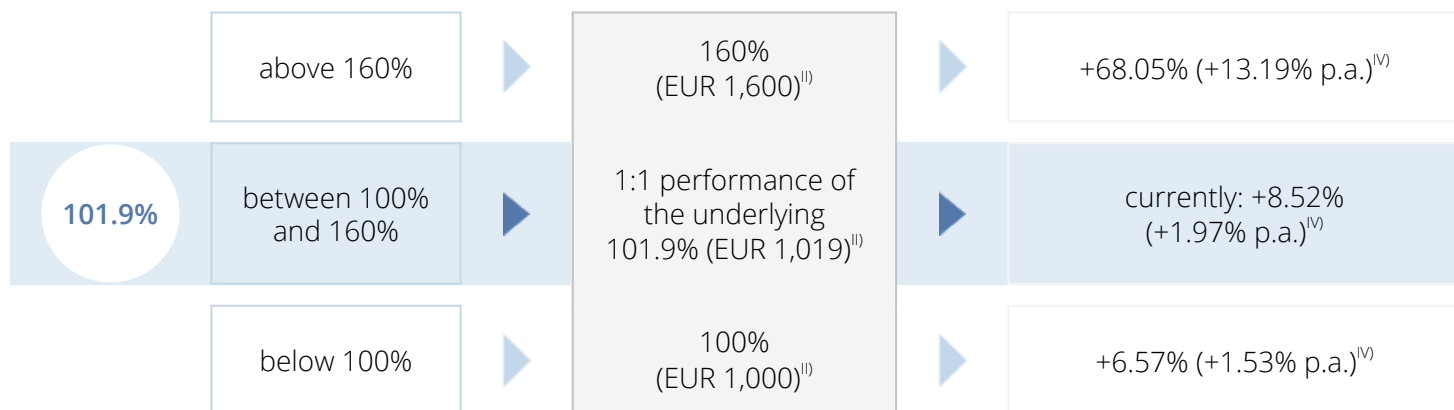 above 160%
160%
(EUR 1,600)II)
+68.05% (+13.19% p.a.)IV)
101.9%
between 100%
and 160%
1:1 performance of
the underlying
101.9% (EUR 1,019)II)
currently: +8.52%
(+1.97% p.a.)IV)
below 100%
100%
(EUR 1,000)II)
+6.57% (+1.53% p.a.)IV)